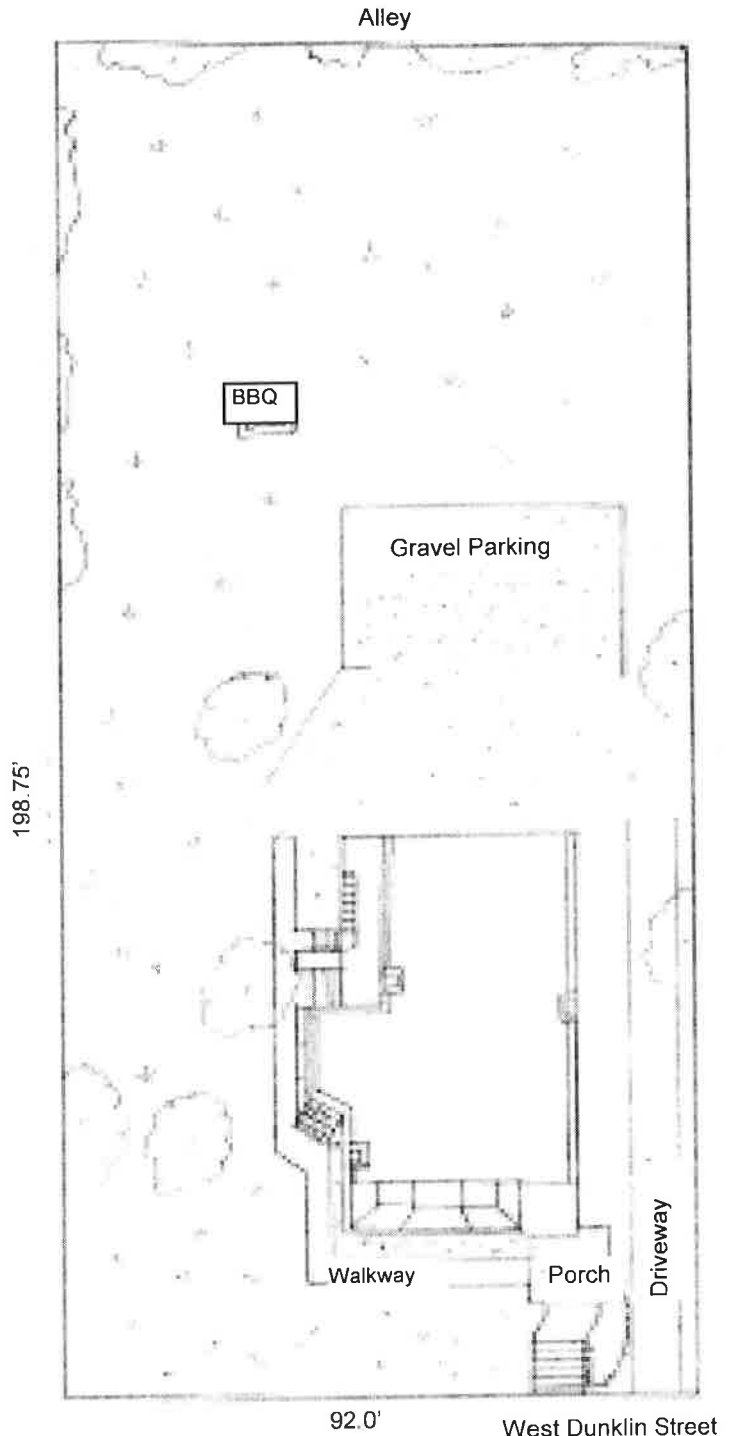 Alley
BBQ
Gravel Parking
198.75'
Driveway
Walkway
Porch
92.0'
West Dunklin Street